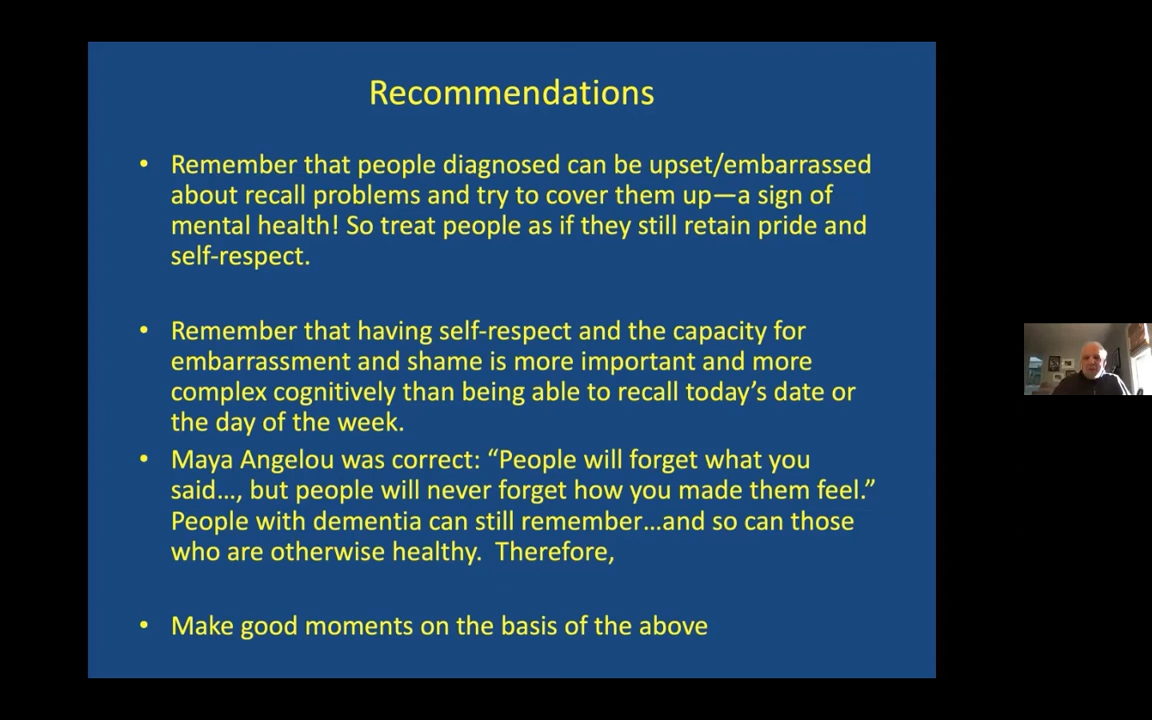 Recommendations
• Remember that people diagnosed can be upset/embarrassed
about recall problems and try to cover them up—a sign of
mental health! So treat people as if they still retain pride and
self-respect.
• Remember that having self-respect and the capacity for
embarrassment and shame is more important and more
complex cognitively than being able to recall today’s date or
the day of the week.
• Maya Angelou was correct: “People will forget what you
said…, but people will never forget how you made them feel.”
People with dementia can still remember…and so can those
who are otherwise healthy.  Therefore,
• Make good moments on the basis of the above